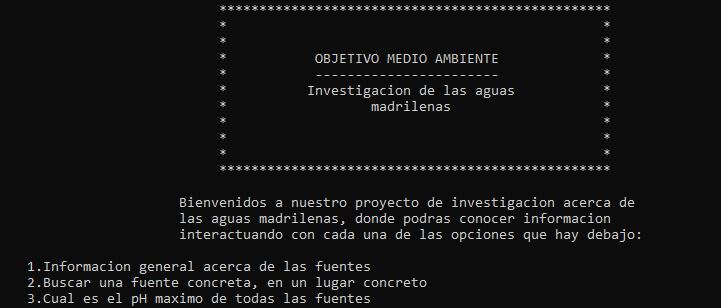 *************************************************
* *
* *
* OBJETIVO MEDIO AMBIENTE *
* ----------------------- *
* Investigacion de las aguas *
* madrilenas *
* *
* *
* *
*************************************************
Bienvenidos a nuestro proyecto de investigacion acerca de
las aguas madrilenas, donde podras conocer informacion
interactuando con cada una de las opciones que hay debajo:
1.Informacion general acerca de las fuentes
2.Buscar una fuente concreta, en un lugar concreto
3.Cual es el pH maximo de todas las fuentes